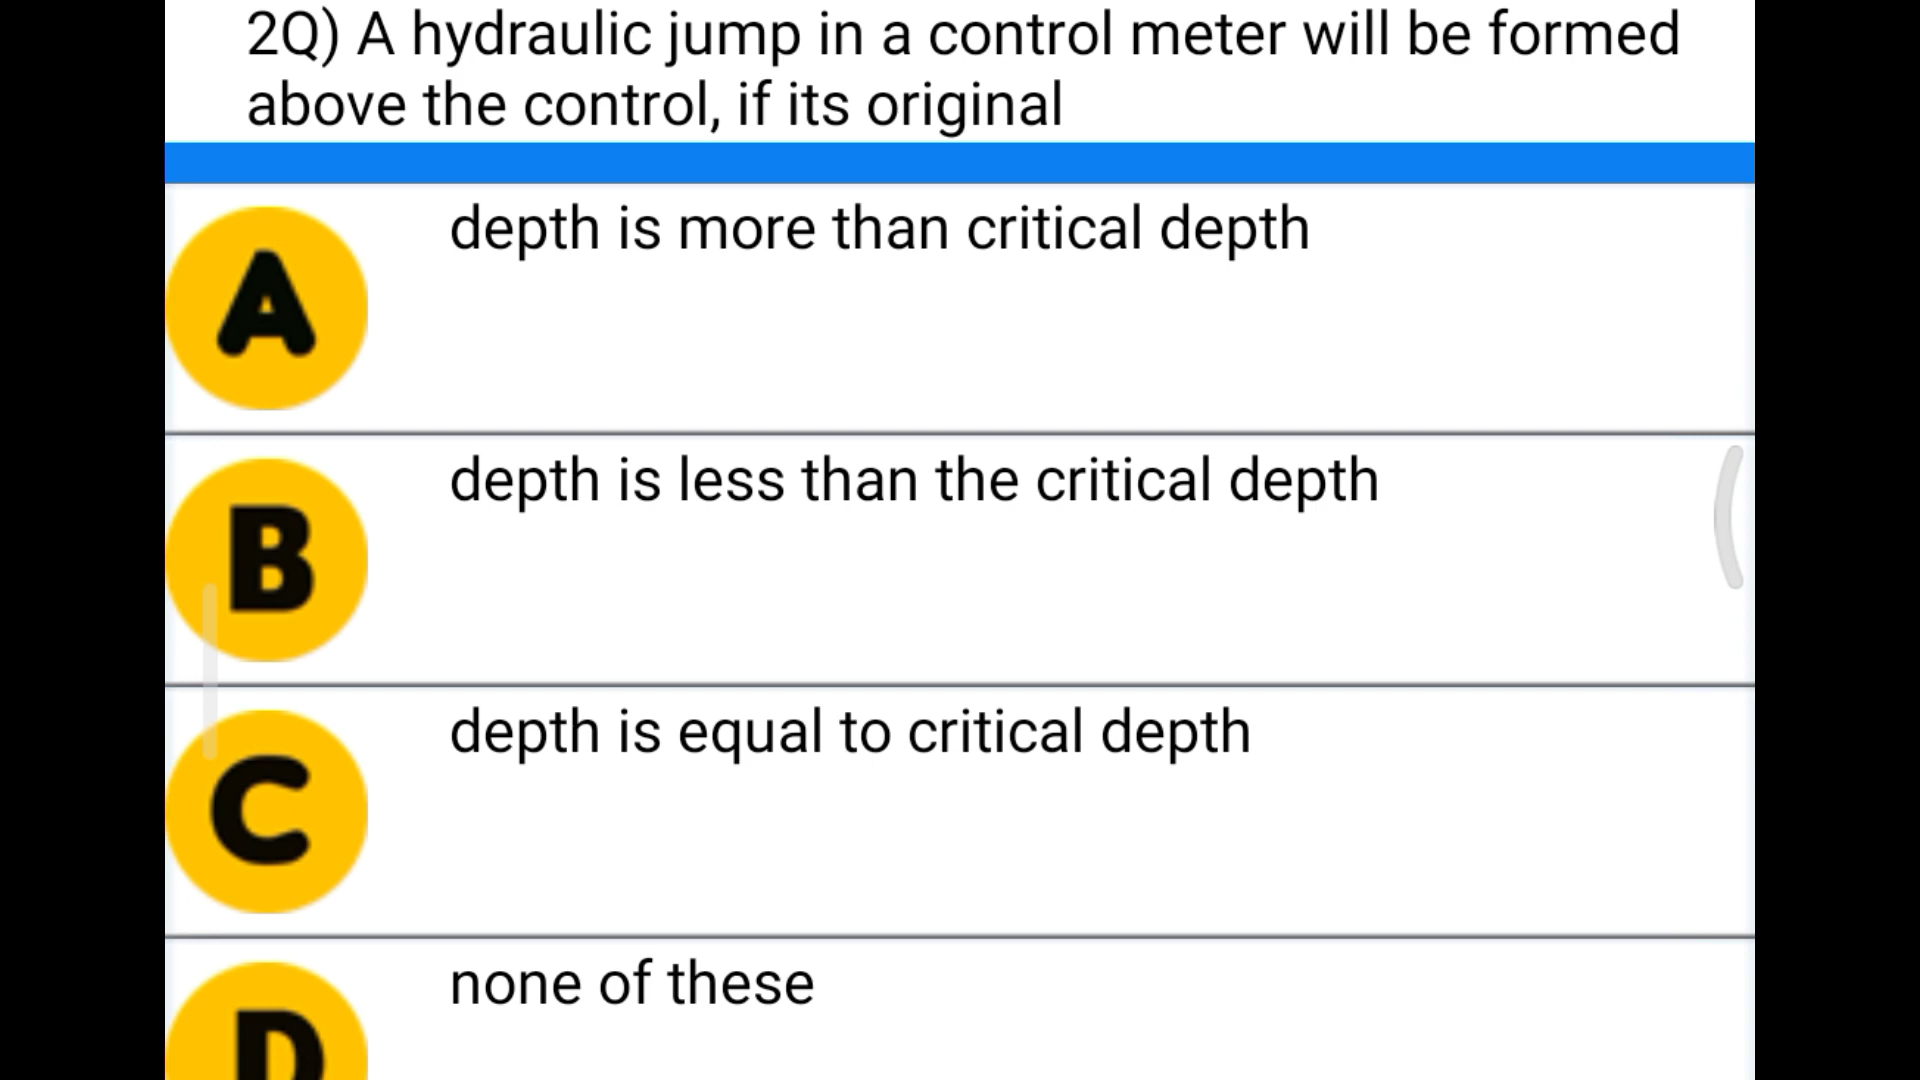 2Q) A hydraulic jump in a control meter will be formed
above the control, if its original
A
depth is more than critical depth
B
depth is less than the critical depth
C
depth is equal to critical depth
D
none of these